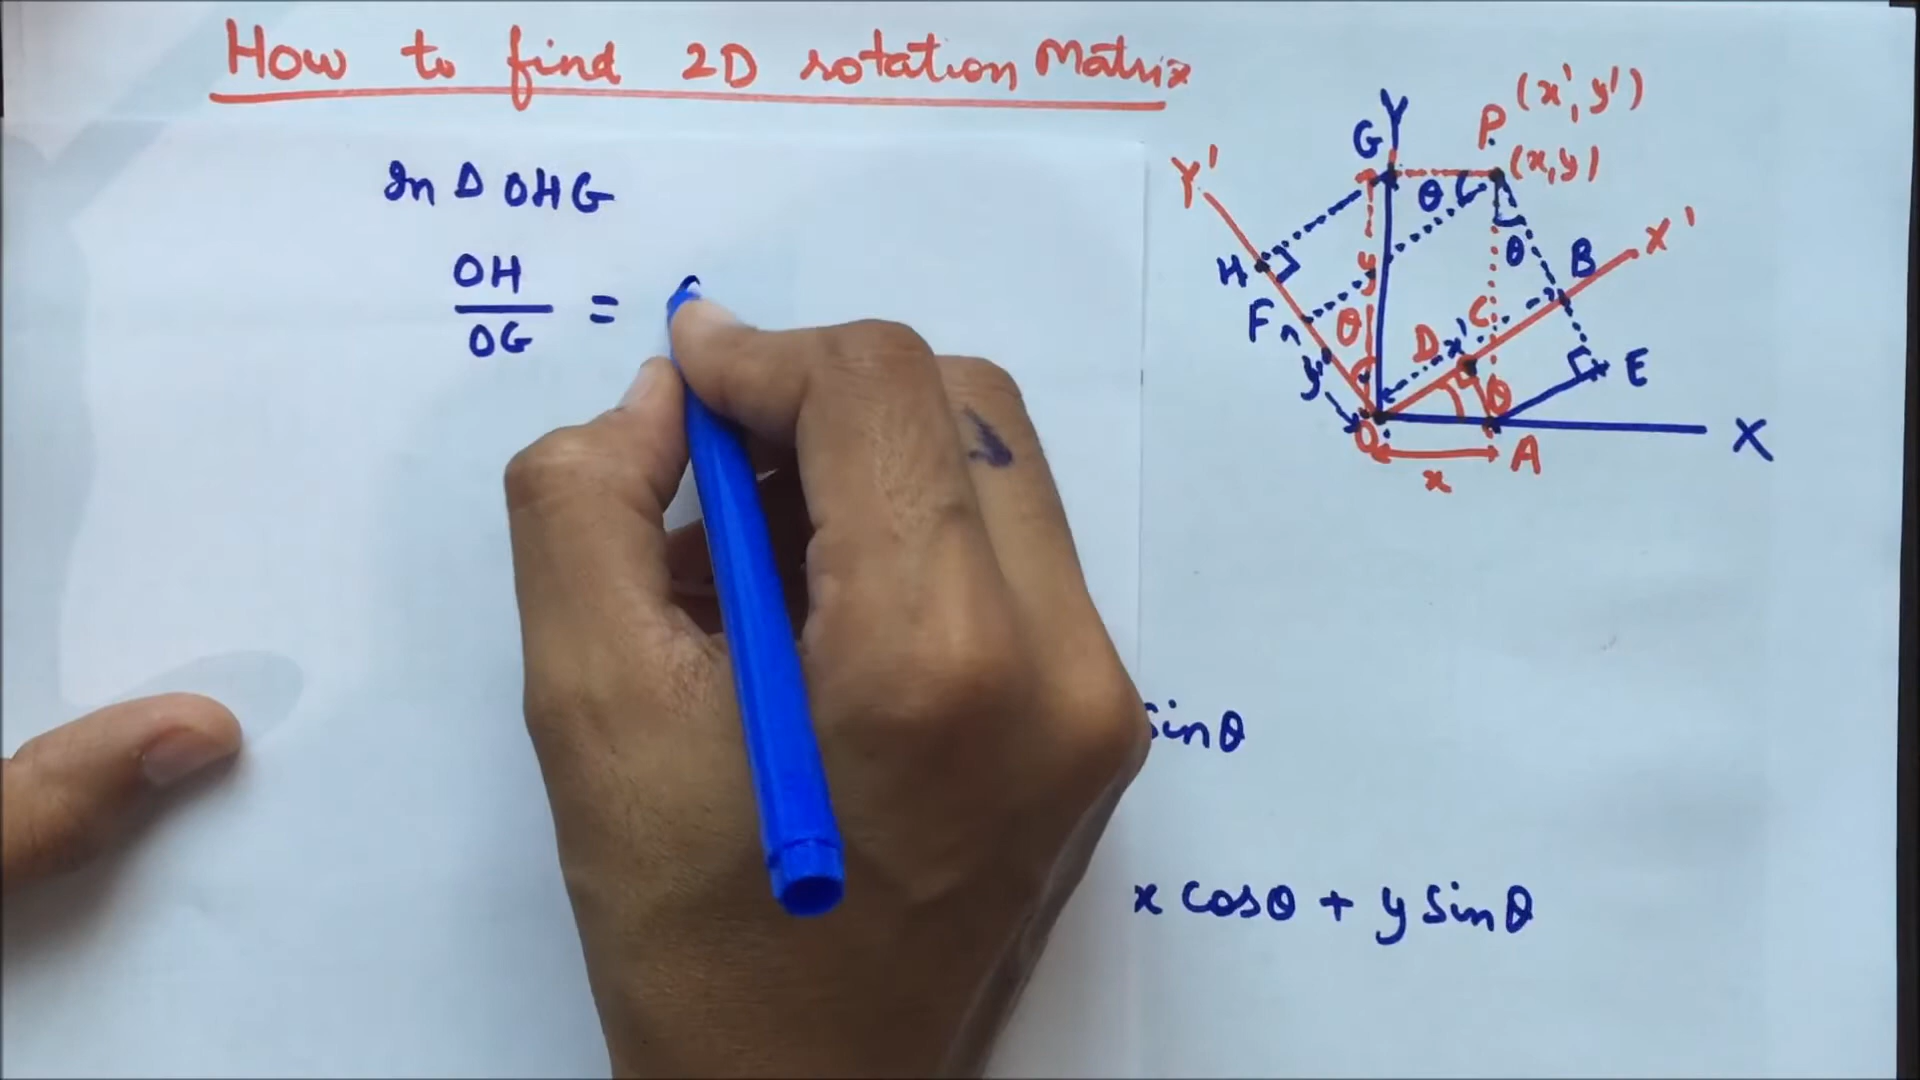 How to find 2D rotation Matrix
In Δ OHG
OH
OG
=
Y
G
P
(x', y')
(x, y)
Y'
θ
X'
H
y
θ
B
F
θ
C
D
x'
E
y'
θ
O
A
X
x
sinθ
x cosθ + y sinθ